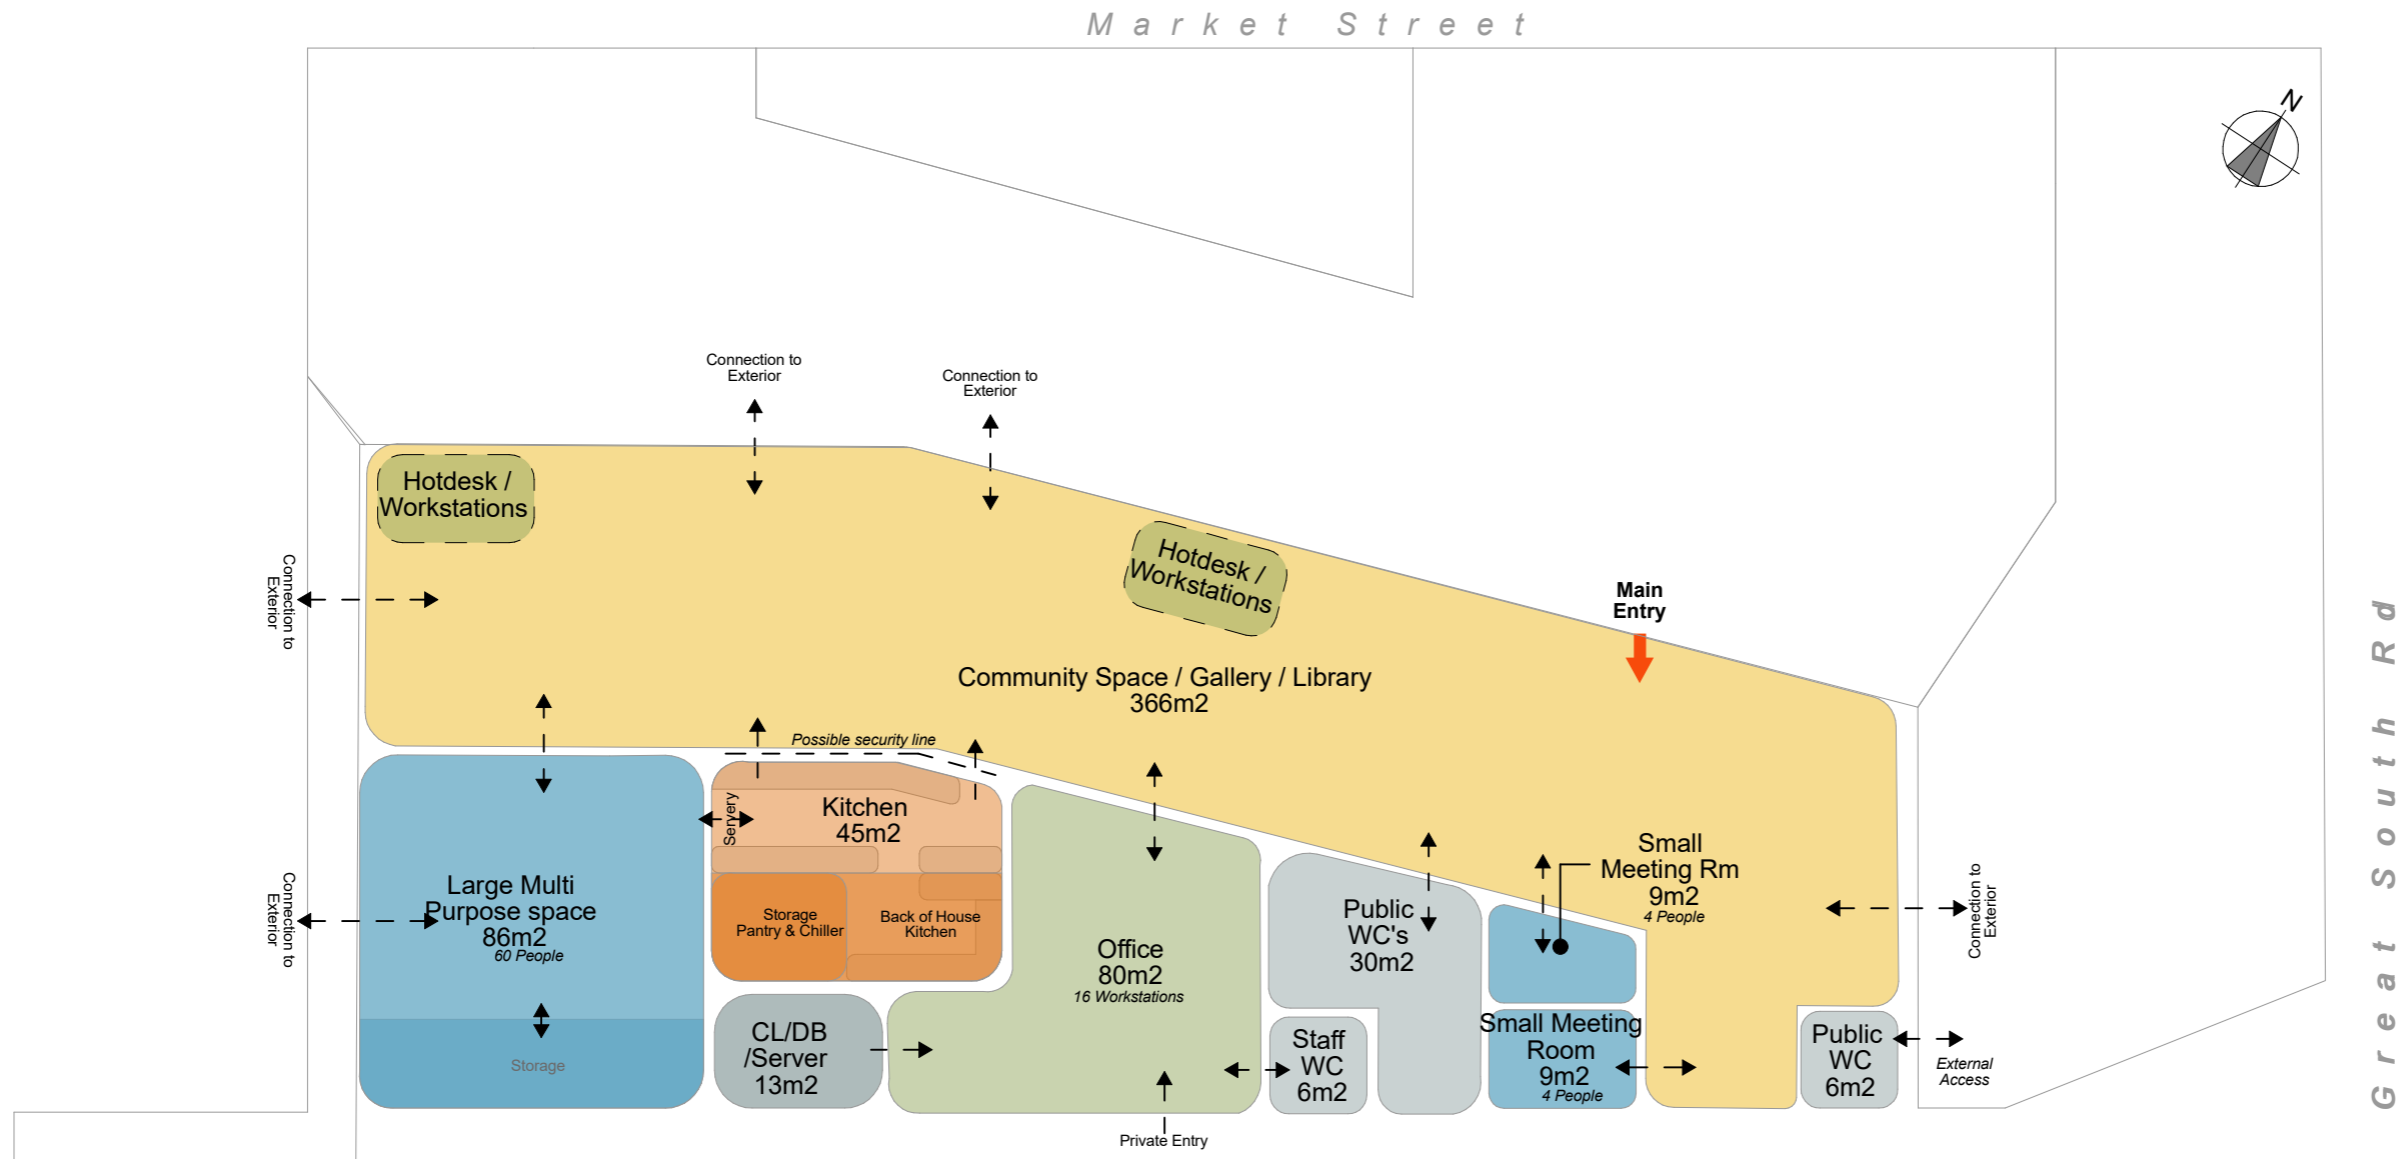 Market Street
N
Connection to
Exterior
Connection to
Exterior
Hotdesk /
Workstations
Hotdesk /
Workstations
Connection to
Exterior
Main
Entry
Great South Rd
Community Space / Gallery / Library
366m2
Possible security line
Servery
Kitchen
45m2
Small
Meeting Rm
9m2
4 People
Connection to
Exterior
Large Multi
Purpose space
86m2
60 People
Storage
Pantry & Chiller
Back of House
Kitchen
Public
WC's
30m2
Connection to
Exterior
Office
80m2
16 Workstations
CL/DB
/Server
13m2
Staff
WC
6m2
Small Meeting
Room
9m2
4 People
Public
WC
6m2
External
Access
Storage
Private Entry